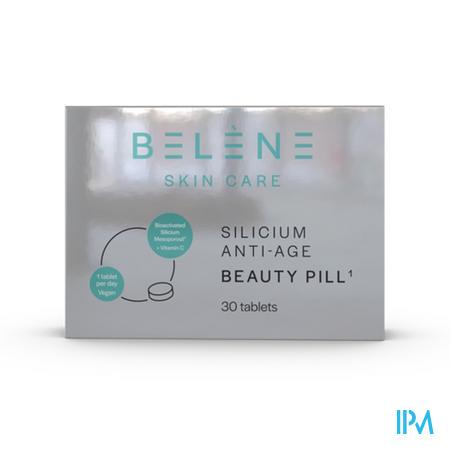 BELÈNE
SKIN CARE
Bioactivated
Silicium
Mesoporosil²
+ Vitamin C
1 tablet
per day
Vegan
SILICIUM
ANTI-AGE
BEAUTY PILL¹
30 tablets
IPM